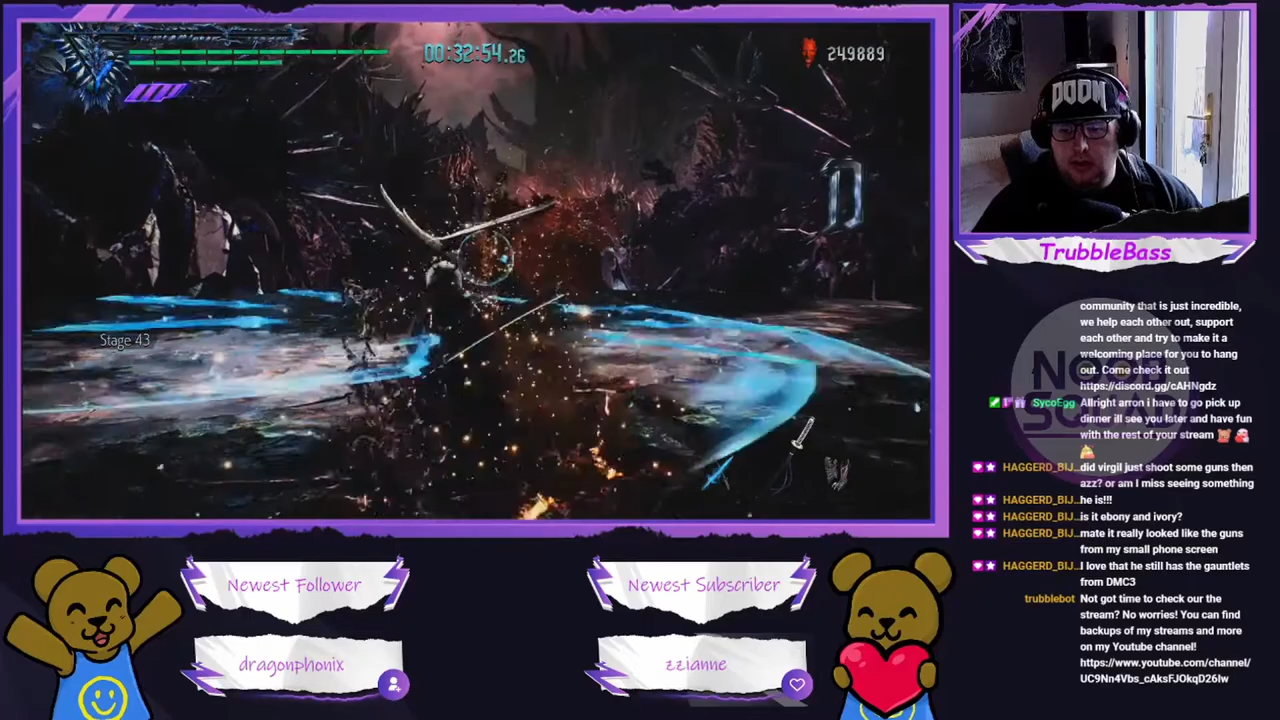 00:32:54.26
249889
D
Stage 43
DOOM
TrubbleBass
community that is just incredible,
we help each other out, support
each other and try to make it a
welcoming place for you to hang
out. Come check it out
https://discord.gg/cAHNgdz
SycoEgg Allright arron i have to go pick up
dinner ill see you later and have fun
with the rest of your stream
HAGGERD_BIJ... did virgil just shoot some guns then
azz? or am I miss seeing something
HAGGERD_BIJ... he is!!!
HAGGERD_BIJ... is it ebony and ivory?
HAGGERD_BIJ... mate it really looked like the guns
from my small phone screen
HAGGERD_BIJ... I love that he still has the gauntlets
from DMC3
trubblebot Not got time to check our the
stream? No worries! You can find
backups of my streams and more
on my Youtube channel!
https://www.youtube.com/channel/
UC9Nn4Vbs_cAksFJOkqD26Iw
Newest Follower
dragonphonix
Newest Subscriber
zzianne